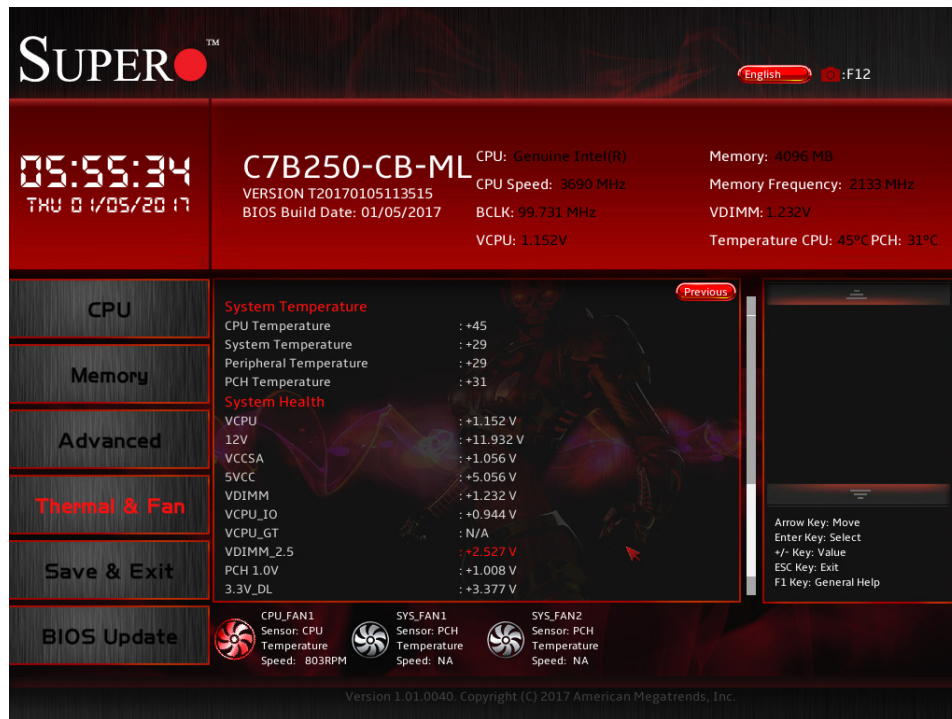 SUPER TM
English :F12
05:55:34
THU 01/05/2017
C7B250-CB-ML
VERSION T20170105113515
BIOS Build Date: 01/05/2017
CPU: Genuine Intel(R)
CPU Speed: 3690 MHz
BCLK: 99.731 MHz
VCPU: 1.152V
Memory: 4096 MB
Memory Frequency: 2133 MHz
VDIMM: 1.232V
Temperature CPU: 45°C PCH: 31°C
CPU
Memory
Advanced
Thermal & Fan
Save & Exit
BIOS Update
Previous
System Temperature
CPU Temperature : +45
System Temperature : +29
Peripheral Temperature : +29
PCH Temperature : +31
System Health
VCPU : +1.152 V
12V : +11.932 V
VCCSA : +1.056 V
5VCC : +5.056 V
VDIMM : +1.232 V
VCPU_IO : +0.944 V
VCPU_GT : N/A
VDIMM_2.5 : +2.527 V
PCH 1.0V : +1.008 V
3.3V_DL : +3.377 V
Arrow Key: Move
Enter Key: Select
+/- Key: Value
ESC Key: Exit
F1 Key: General Help
CPU_FAN1
Sensor: CPU
Temperature
Speed: 803RPM
SYS_FAN1
Sensor: PCH
Temperature
Speed: NA
SYS_FAN2
Sensor: PCH
Temperature
Speed: NA
Version 1.01.0040. Copyright (C) 2017 American Megatrends, Inc.